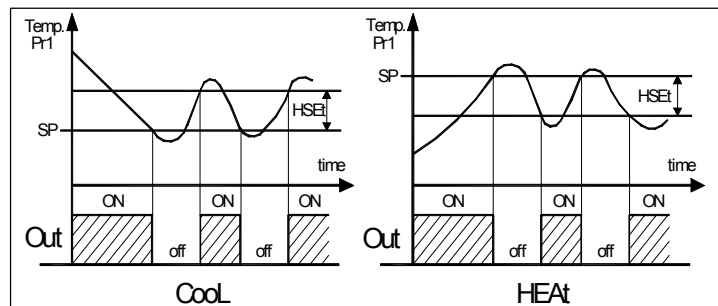 Temp.
Pr1
HSEt
SP
time
ON
ON
ON
Out
off
off
CooL
Temp.
Pr1
SP
HSEt
time
ON
ON
ON
Out
off
off
HEAt